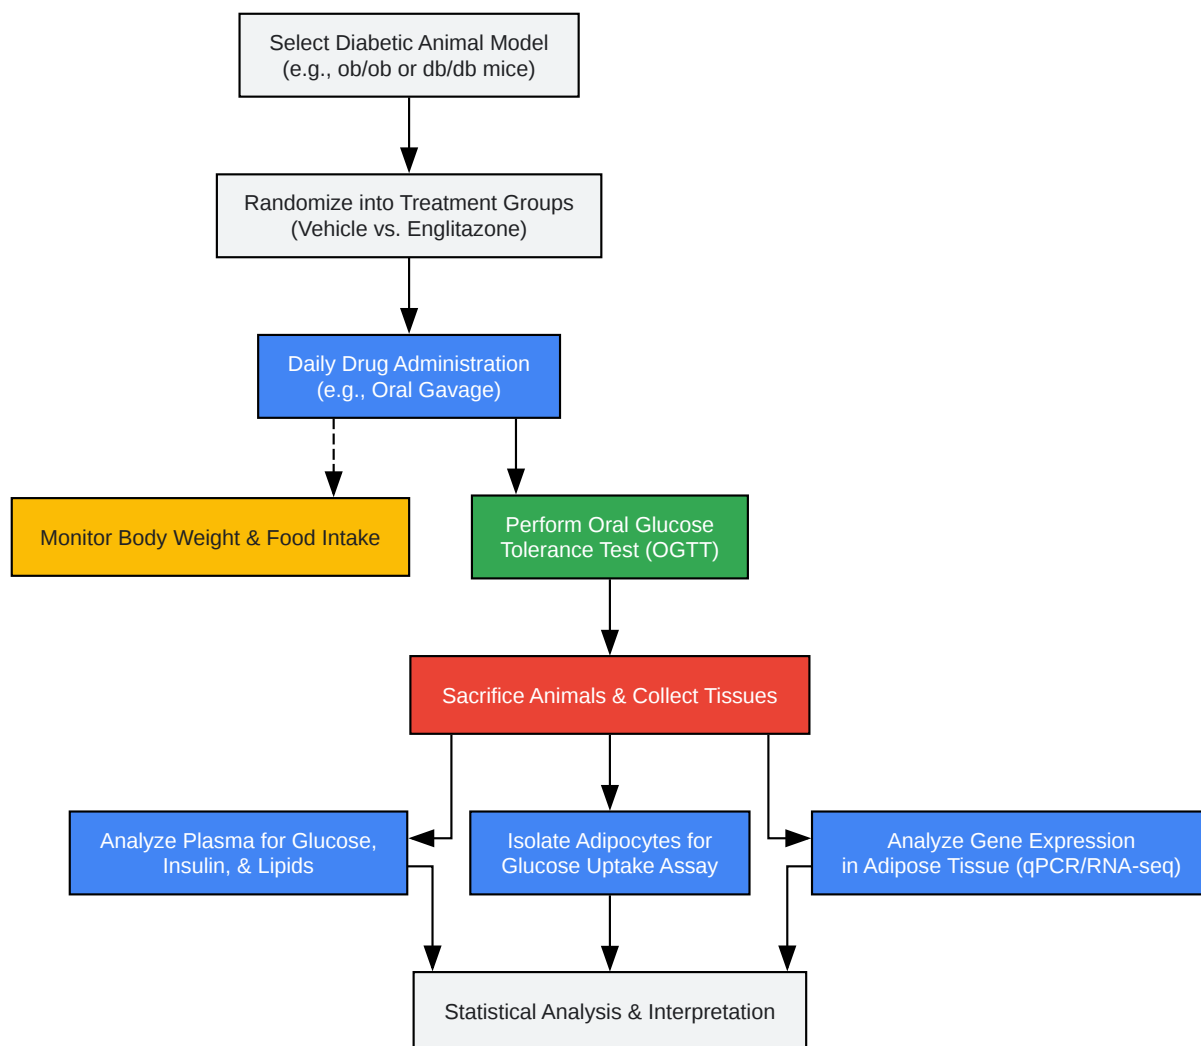 Select Diabetic Animal Model
(e.g., ob/ob or db/db mice)
Randomize into Treatment Groups
(Vehicle vs. Englitazone)
Daily Drug Administration
(e.g., Oral Gavage)
Monitor Body Weight & Food Intake
Perform Oral Glucose
Tolerance Test (OGTT)
Sacrifice Animals & Collect Tissues
Analyze Plasma for Glucose,
Insulin, & Lipids
Isolate Adipocytes for
Glucose Uptake Assay
Analyze Gene Expression
in Adipose Tissue (qPCR/RNA-seq)
Statistical Analysis & Interpretation